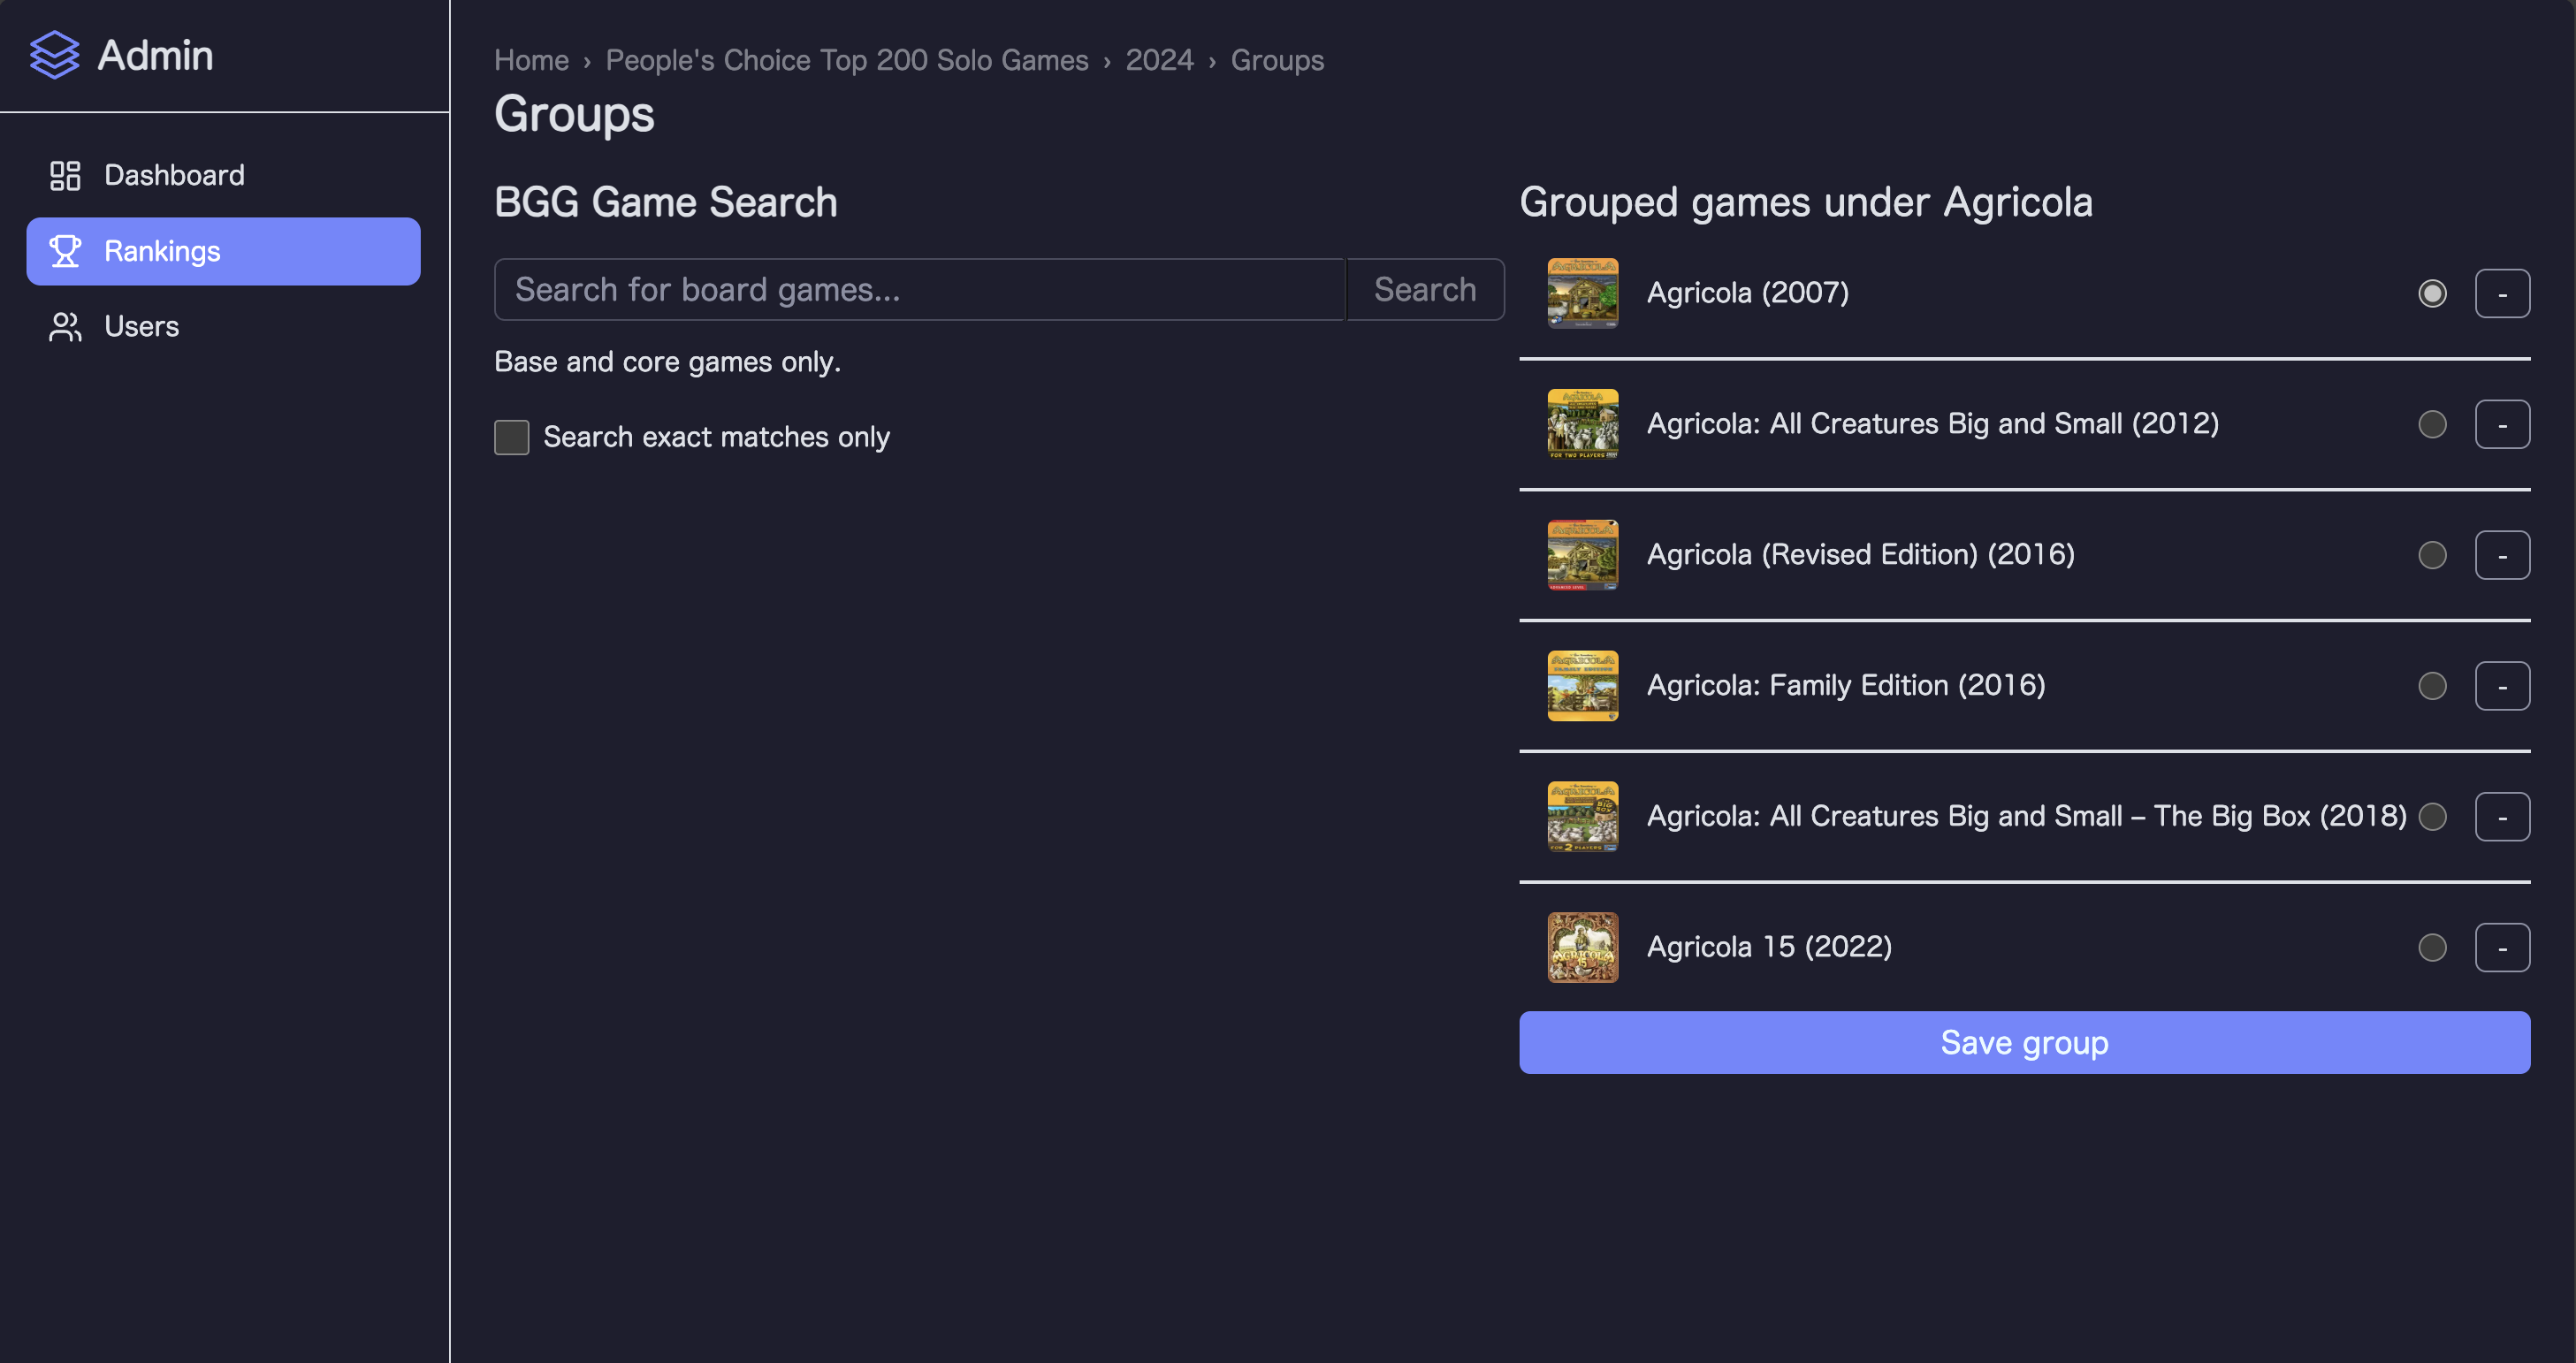 Admin
Dashboard
Rankings
Users
Home › People's Choice Top 200 Solo Games › 2024 › Groups
Groups
BGG Game Search
Search for board games...
Search
Base and core games only.
Search exact matches only
Grouped games under Agricola
Agricola (2007)
-
Agricola: All Creatures Big and Small (2012)
-
Agricola (Revised Edition) (2016)
-
Agricola: Family Edition (2016)
-
Agricola: All Creatures Big and Small – The Big Box (2018)
-
Agricola 15 (2022)
-
Save group